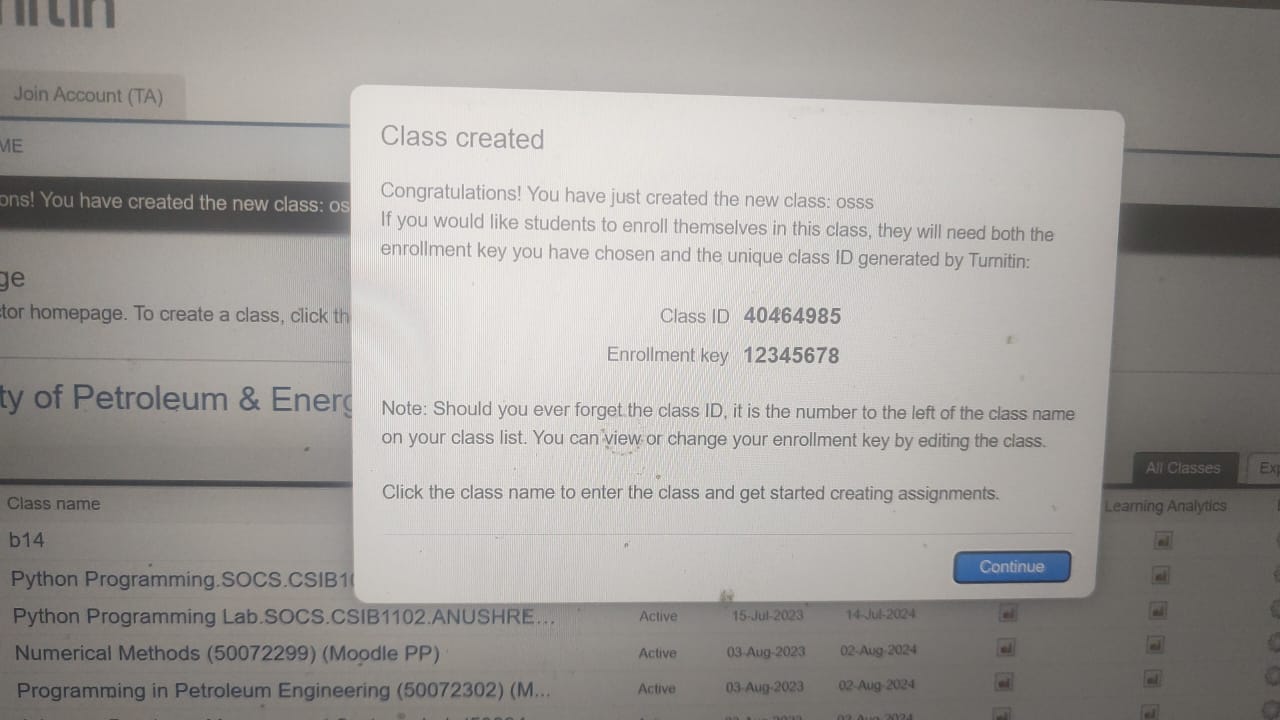 Join Account (TA)
ons! You have created the new class: os
Class created
Congratulations! You have just created the new class: osss
If you would like students to enroll themselves in this class, they will need both the
enrollment key you have chosen and the unique class ID generated by Turnitin:
Class ID 40464985
Enrollment key 12345678
Note: Should you ever forget the class ID, it is the number to the left of the class name
on your class list. You can view or change your enrollment key by editing the class.
Click the class name to enter the class and get started creating assignments.
Continue
ge
tor homepage. To create a class, click th
ty of Petroleum & Energ
All Classes
Class name Learning Analytics
b14
Python Programming.SOCS.CSIB10
Python Programming Lab.SOCS.CSIB1102.ANUSHRE... Active 15-Jul-2023 14-Jul-2024
Numerical Methods (50072299) (Moodle PP) Active 03-Aug-2023 02-Aug-2024
Programming in Petroleum Engineering (50072302) (M... Active 03-Aug-2023 02-Aug-2024